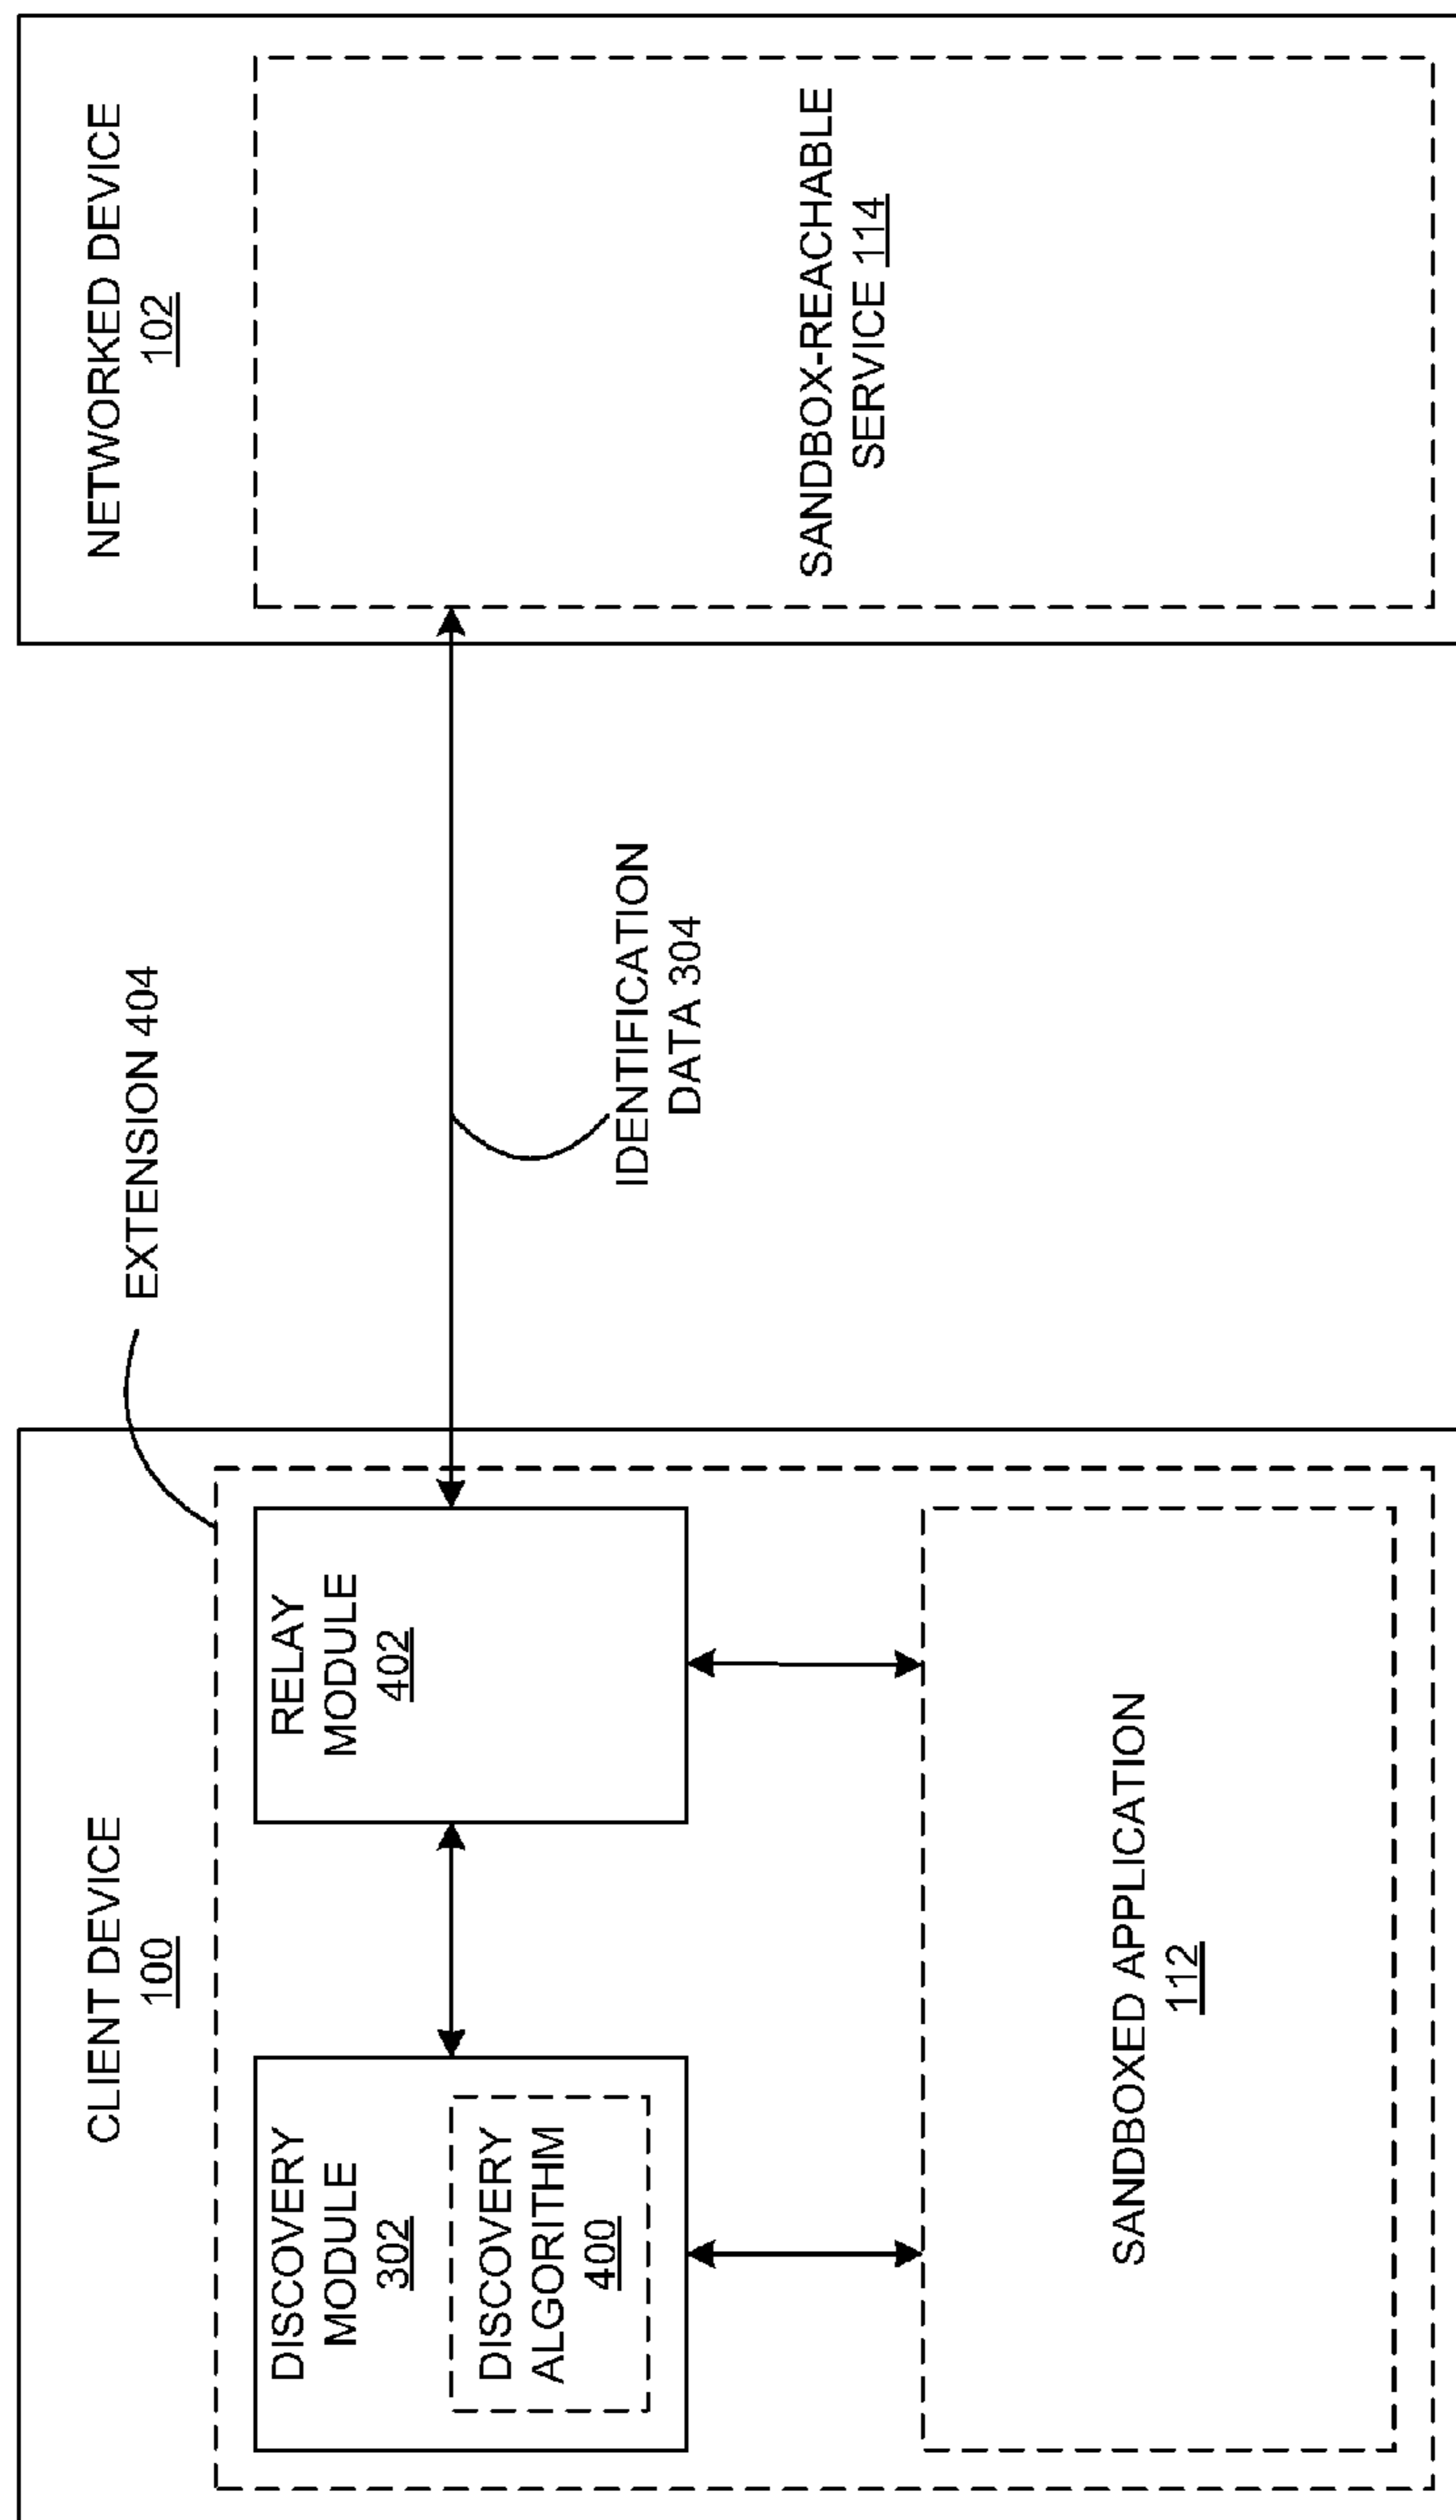 CLIENT DEVICE
100
EXTENSION 404
NETWORKED DEVICE
102
DISCOVERY
MODULE
302
DISCOVERY
ALGORITHM
400
RELAY
MODULE
402
IDENTIFICATION
DATA 304
SANDBOX-REACHABLE
SERVICE 114
SANDBOXED APPLICATION
112